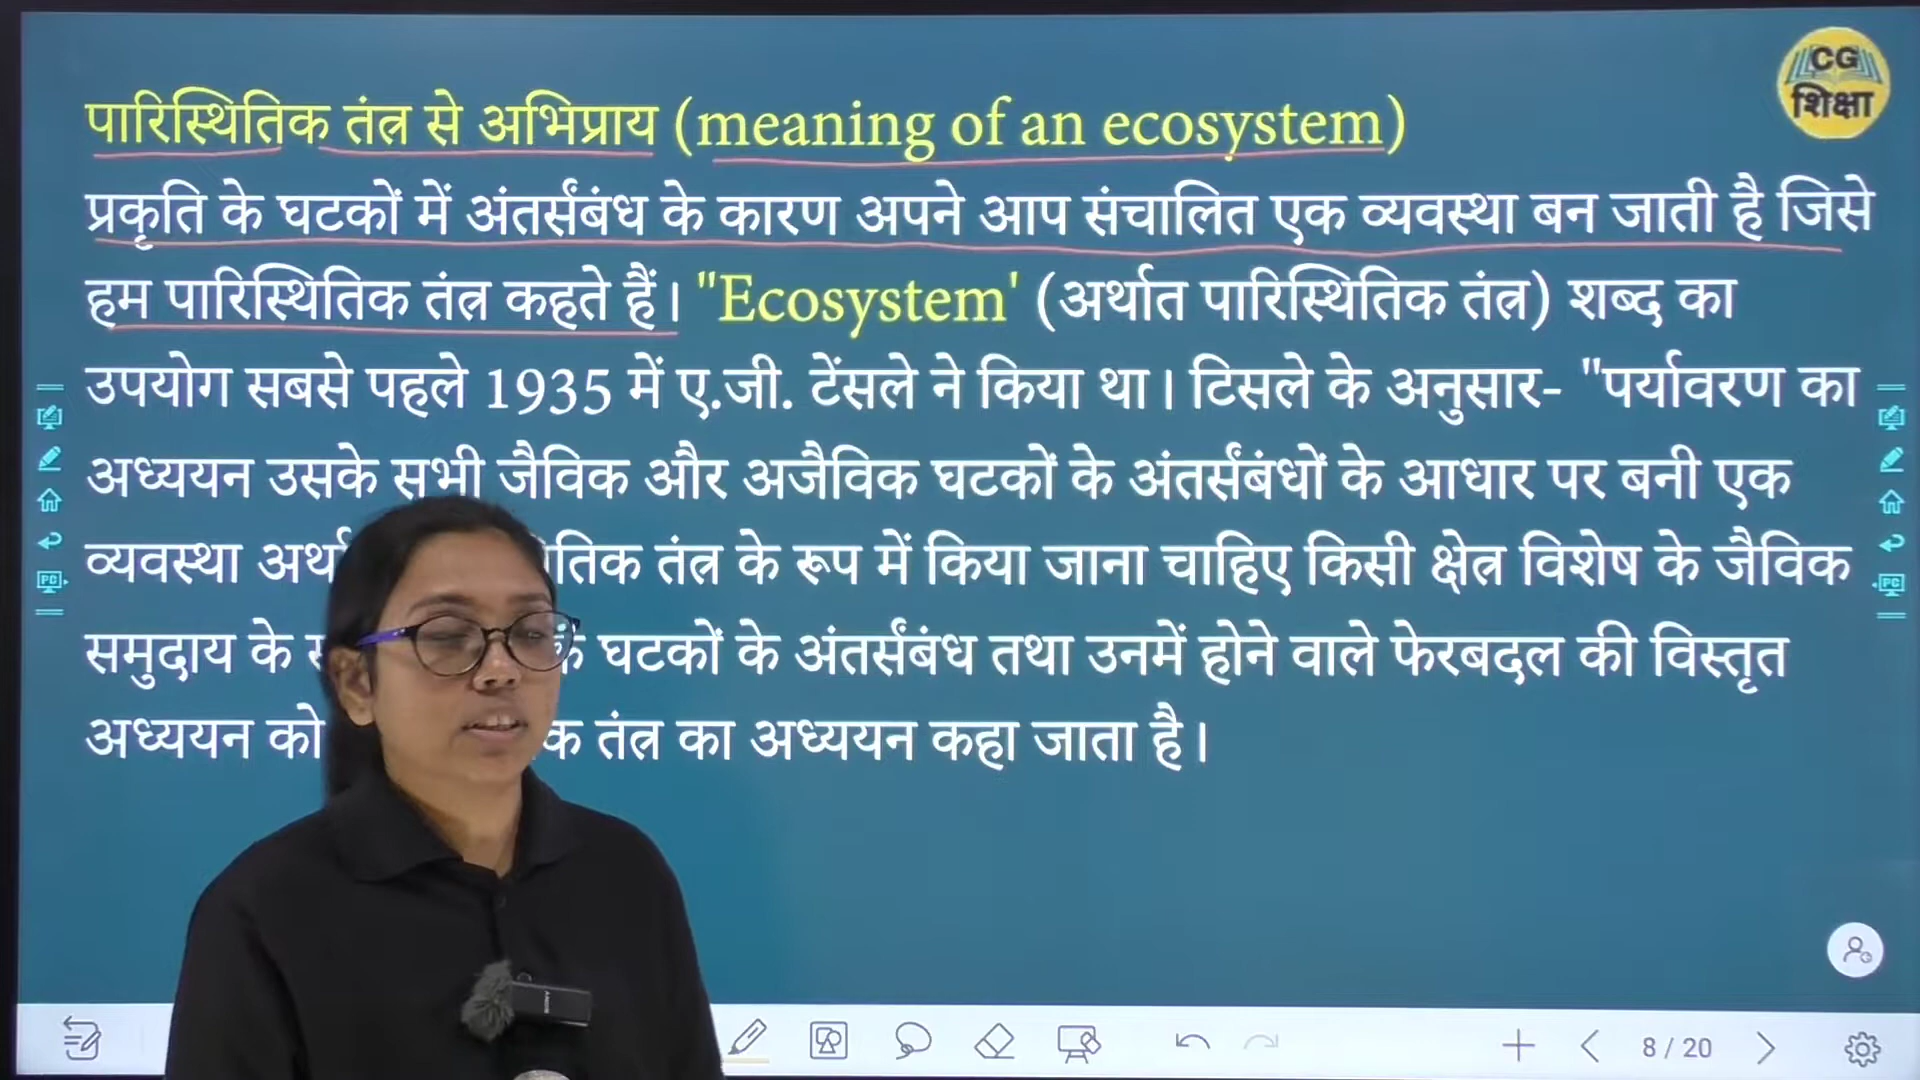 CG
शिक्षा
पारिस्थितिक तंत्र से अभिप्राय (meaning of an ecosystem)
प्रकृति के घटकों में अंतर्संबंध के कारण अपने आप संचालित एक व्यवस्था बन जाती है जिसे
हम पारिस्थितिक तंत्र कहते हैं। "Ecosystem' (अर्थात पारिस्थितिक तंत्र) शब्द का
उपयोग सबसे पहले 1935 में ए.जी. टेंसले ने किया था। टिसले के अनुसार- "पर्यावरण का
अध्ययन उसके सभी जैविक और अजैविक घटकों के अंतर्संबंधों के आधार पर बनी एक
व्यवस्था तंत्र के रूप में किया जाना चाहिए किसी क्षेत्र विशेष के जैविक
समुदाय के घटकों के अंतर्संबंध तथा उनमें होने वाले फेरबदल की विस्तृत
अध्ययन को तंत्र का अध्ययन कहा जाता है।
PC
PC
8 / 20